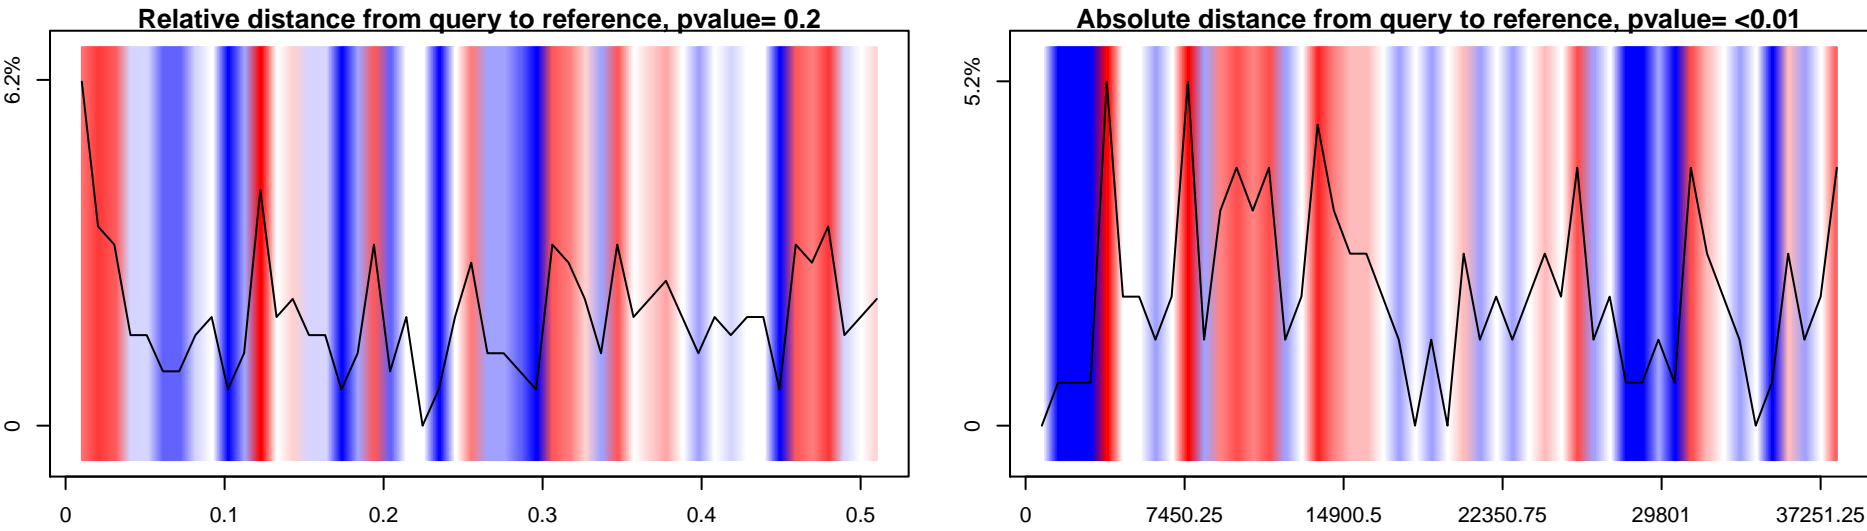 Relative distance from query to reference, pvalue= 0.2
6.2%
0
0 0.1 0.2 0.3 0.4 0.5
Absolute distance from query to reference, pvalue= <0.01
5.2%
0
0 7450.25 14900.5 22350.75 29801 37251.25